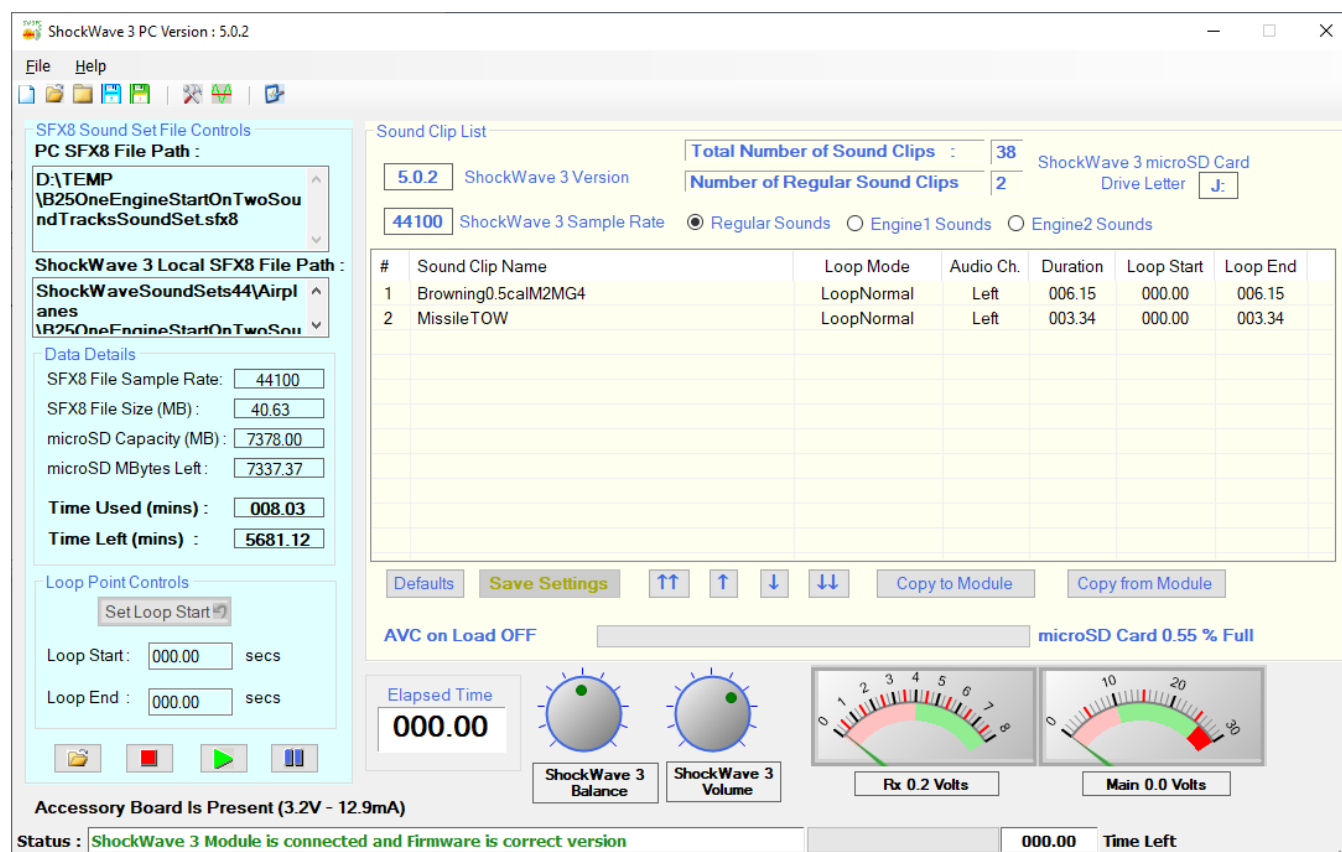 ShockWave 3 PC Version : 5.0.2
File Help
SFX8 Sound Set File Controls
PC SFX8 File Path :
D:\TEMP
\B25OneEngineStartOnTwoSou
ndTracksSoundSet.sfx8
ShockWave 3 Local SFX8 File Path :
ShockWaveSoundSets44\Airpl
anes
\B25OneEngineStartOnTwoSou
Data Details
SFX8 File Sample Rate: 44100
SFX8 File Size (MB) : 40.63
microSD Capacity (MB) : 7378.00
microSD MBytes Left : 7337.37
Time Used (mins) : 008.03
Time Left (mins) : 5681.12
Loop Point Controls
Set Loop Start
Loop Start : 000.00 secs
Loop End : 000.00 secs
Sound Clip List
5.0.2 ShockWave 3 Version
Total Number of Sound Clips : 38
Number of Regular Sound Clips 2
ShockWave 3 microSD Card
Drive Letter J:
44100 ShockWave 3 Sample Rate Regular Sounds Engine1 Sounds Engine2 Sounds
# Sound Clip Name Loop Mode Audio Ch. Duration Loop Start Loop End
1 Browning0.5calM2MG4 LoopNormal Left 006.15 000.00 006.15
2 MissileTOW LoopNormal Left 003.34 000.00 003.34
Defaults Save Settings ↑↑ ↑ ↓ ↓↓ Copy to Module Copy from Module
AVC on Load OFF microSD Card 0.55 % Full
Elapsed Time
000.00
ShockWave 3
Balance
ShockWave 3
Volume
0 1 2 3 4 5 6 7 8
Rx 0.2 Volts
0 10 20 30
Main 0.0 Volts
Accessory Board Is Present (3.2V - 12.9mA)
Status : ShockWave 3 Module is connected and Firmware is correct version 000.00 Time Left